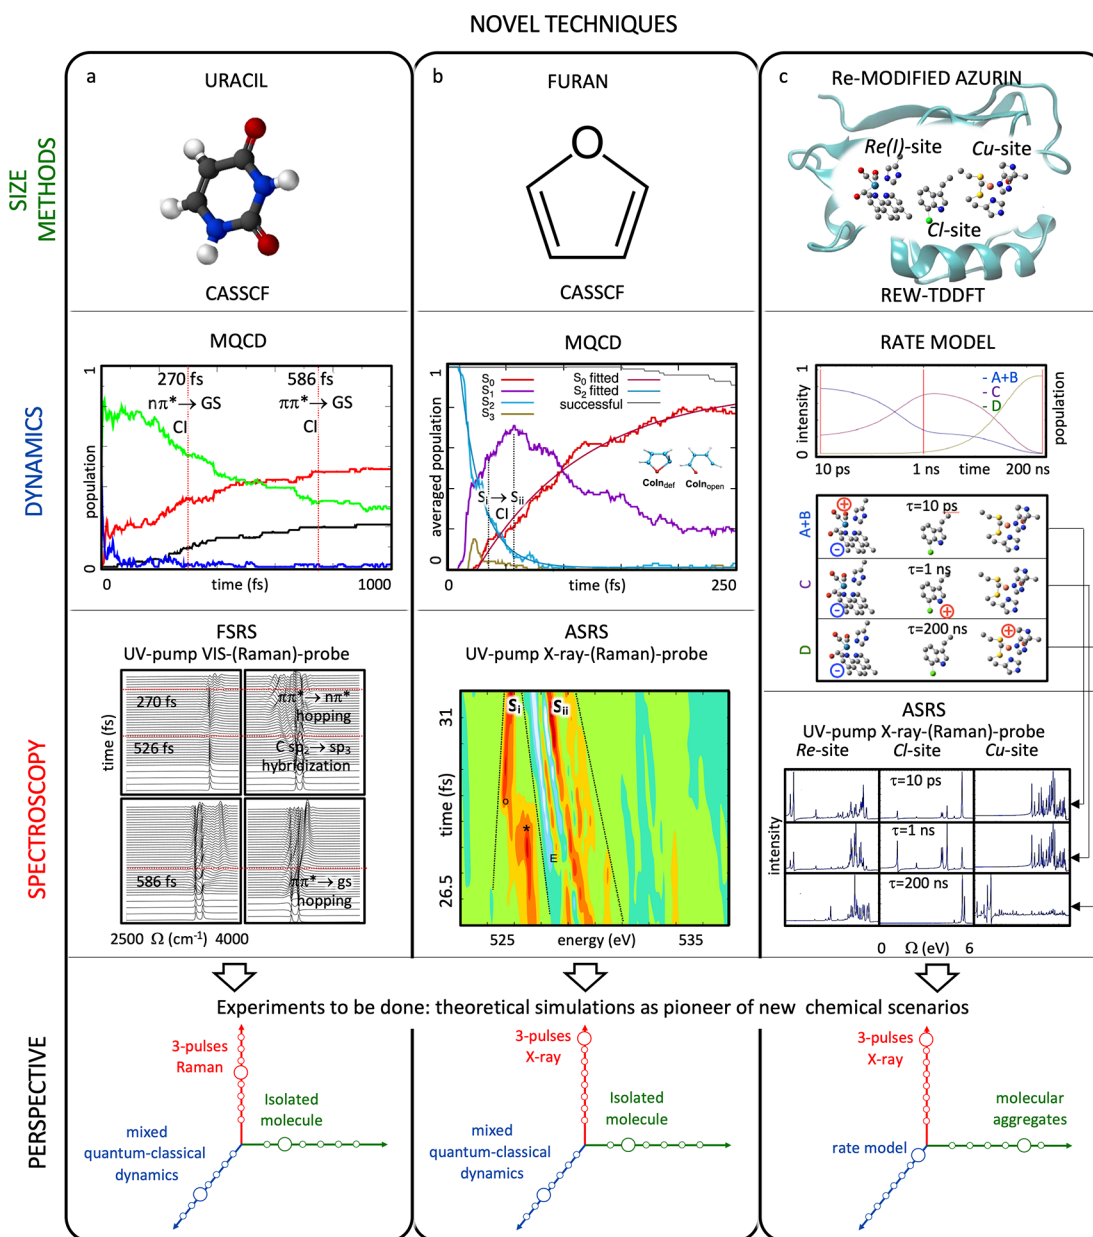 NOVEL TECHNIQUES
SIZE
METHODS
a
URACIL
CASSCF
b
FURAN
O
CASSCF
c
Re-MODIFIED AZURIN
Re(I)-site
Cu-site
Cl-site
REW-TDDFT
DYNAMICS
MQCD
1
270 fs
586 fs
nπ*→ GS
ππ*→ GS
CI
CI
population
0
0
time (fs)
1000
MQCD
1
S0
S1
S2
S3
S0 fitted
S2 fitted
successful
averaged population
CoIndef
CoInopen
Si → Sii
CI
0
0
time (fs)
250
RATE MODEL
1
- A+B
- C
- D
intensity
population
0
10 ps
1 ns
time
200 ns
A+B
τ=10 ps
C
τ=1 ns
D
τ=200 ns
SPECTROSCOPY
FSRS
UV-pump VIS-(Raman)-probe
time (fs)
270 fs
ππ*→ nπ*
hopping
526 fs
C sp2→ sp3
hybridization
586 fs
ππ*→ gs
hopping
2500 Ω (cm-1) 4000
ASRS
UV-pump X-ray-(Raman)-probe
31
Si
Sii
time (fs)
o
*
26.5
525
energy (eV)
535
ASRS
UV-pump X-ray-(Raman)-probe
Re-site
Cl-site
Cu-site
τ=10 ps
intensity
τ=1 ns
τ=200 ns
0 Ω (eV) 6
PERSPECTIVE
Experiments to be done: theoretical simulations as pioneer of new chemical scenarios
3-pulses
Raman
Isolated
molecule
mixed
quantum-classical
dynamics
3-pulses
X-ray
Isolated
molecule
mixed
quantum-classical
dynamics
3-pulses
X-ray
molecular
aggregates
rate model